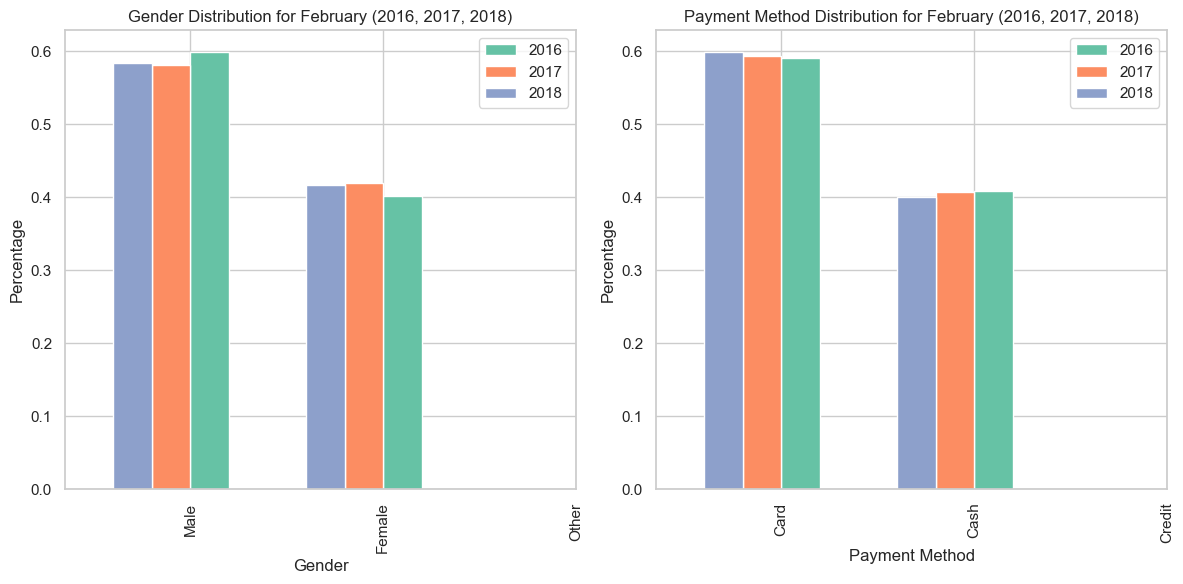 Gender Distribution for February (2016, 2017, 2018)
0.6
0.5
0.4
0.3
0.2
0.1
0.0
Percentage
2016
2017
2018
Male
Female
Other
Gender
Payment Method Distribution for February (2016, 2017, 2018)
0.6
0.5
0.4
0.3
0.2
0.1
0.0
Percentage
2016
2017
2018
Card
Cash
Credit
Payment Method